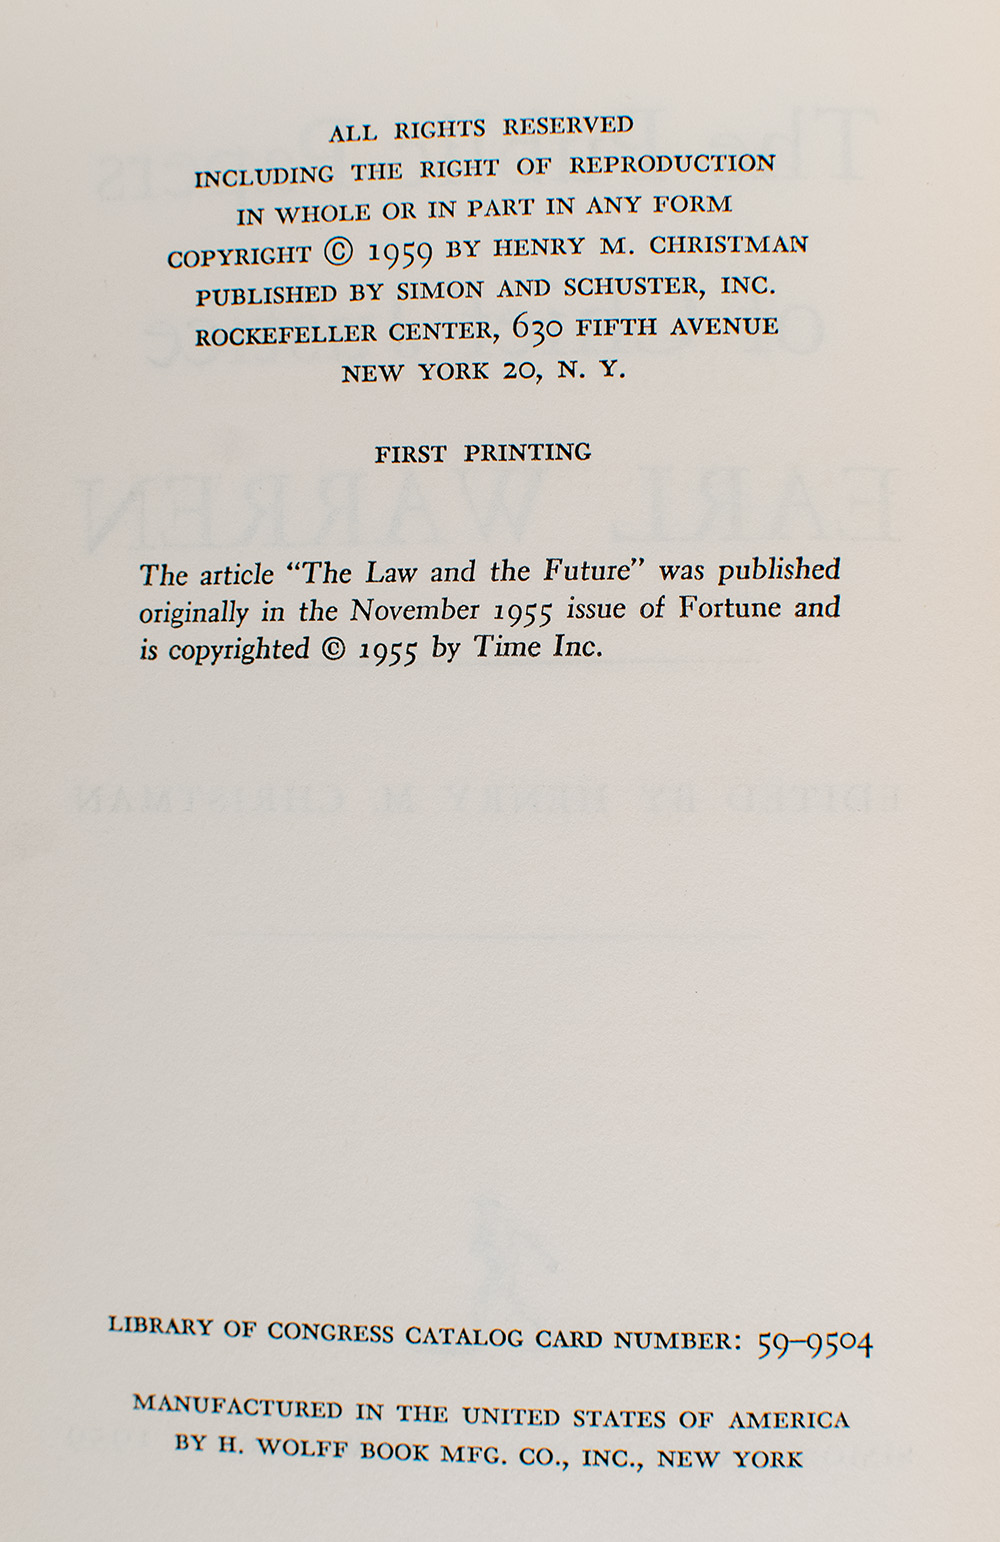 ALL RIGHTS RESERVED
INCLUDING THE RIGHT OF REPRODUCTION
IN WHOLE OR IN PART IN ANY FORM
COPYRIGHT © 1959 BY HENRY M. CHRISTMAN
PUBLISHED BY SIMON AND SCHUSTER, INC.
ROCKEFELLER CENTER, 630 FIFTH AVENUE
NEW YORK 20, N. Y.
FIRST PRINTING
The article “The Law and the Future” was published
originally in the November 1955 issue of Fortune and
is copyrighted © 1955 by Time Inc.
LIBRARY OF CONGRESS CATALOG CARD NUMBER: 59–9504
MANUFACTURED IN THE UNITED STATES OF AMERICA
BY H. WOLFF BOOK MFG. CO., INC., NEW YORK